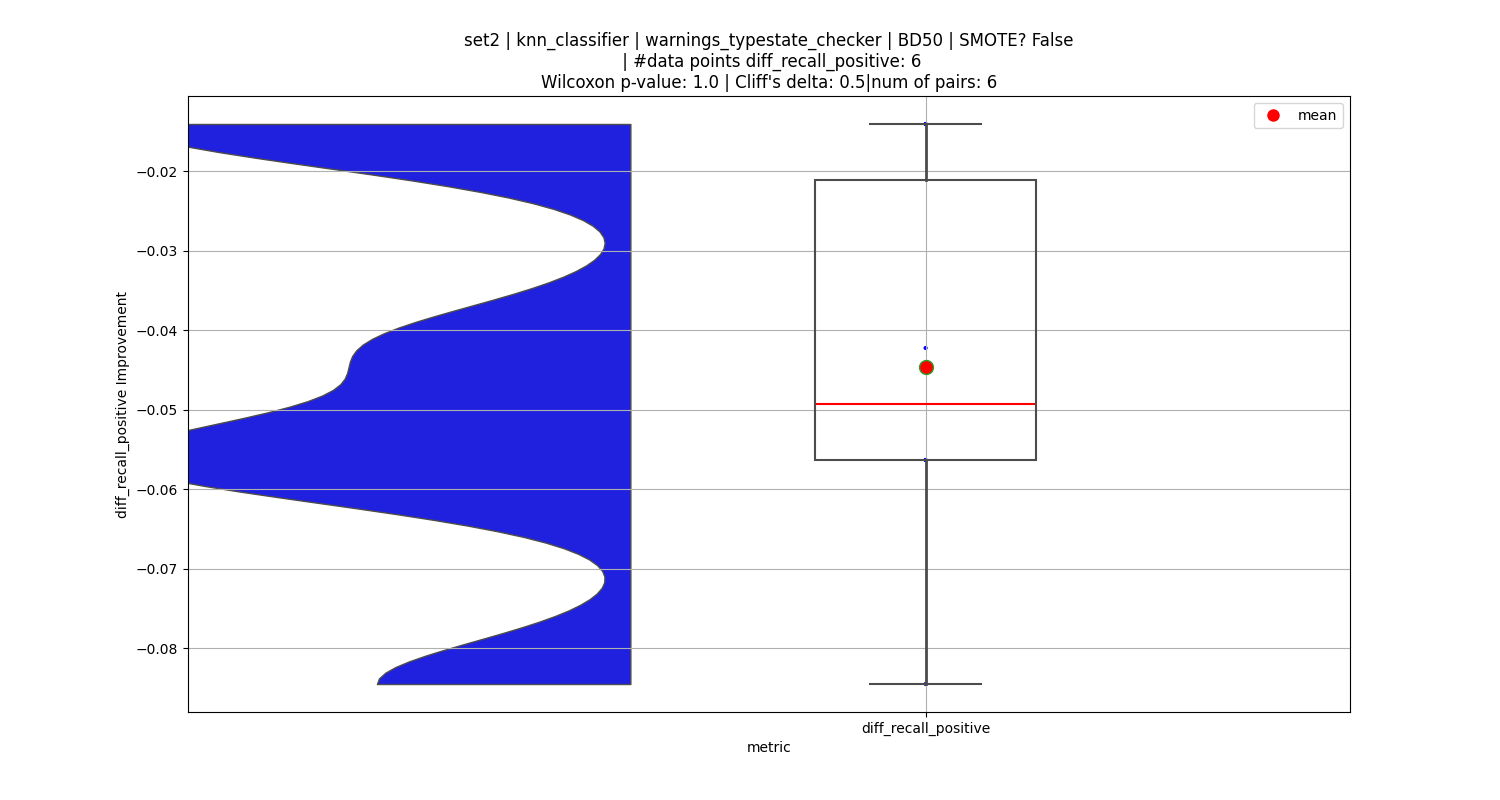 set2 | knn_classifier | warnings_typestate_checker | BD50 | SMOTE? False
| #data points diff_recall_positive: 6
Wilcoxon p-value: 1.0 | Cliff's delta: 0.5|num of pairs: 6
mean
−0.02
−0.03
−0.04
−0.05
−0.06
−0.07
−0.08
diff_recall_positive Improvement
diff_recall_positive
metric